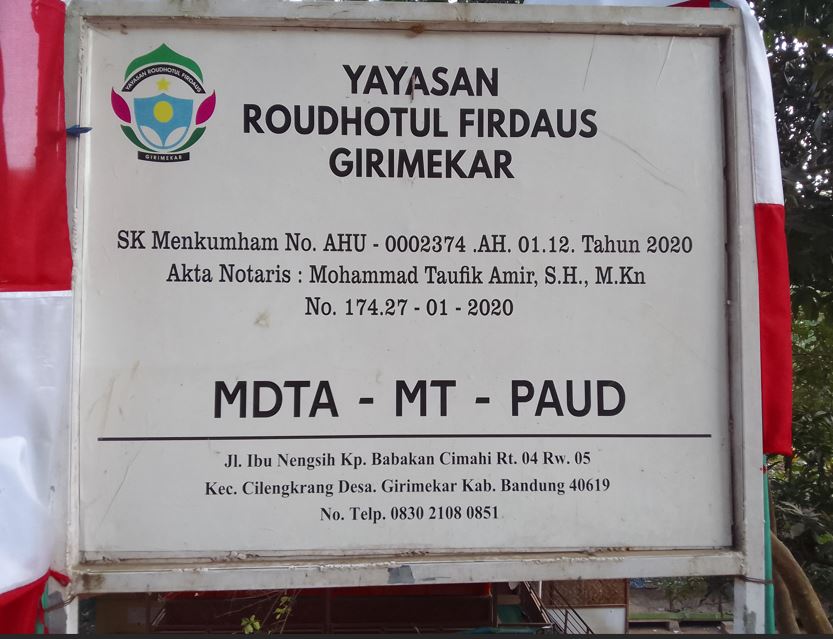 YAYASAN ROUDHOTUL FIRDAUS
GIRIMEKAR
YAYASAN
ROUDHOTUL FIRDAUS
GIRIMEKAR
SK Menkumham No. AHU - 0002374 .AH. 01.12. Tahun 2020
Akta Notaris : Mohammad Taufik Amir, S.H., M.Kn
No. 174.27 - 01 - 2020
MDTA - MT - PAUD
Jl. Ibu Nengsih Kp. Babakan Cimahi Rt. 04 Rw. 05
Kec. Cilengkrang Desa. Girimekar Kab. Bandung 40619
No. Telp. 0830 2108 0851